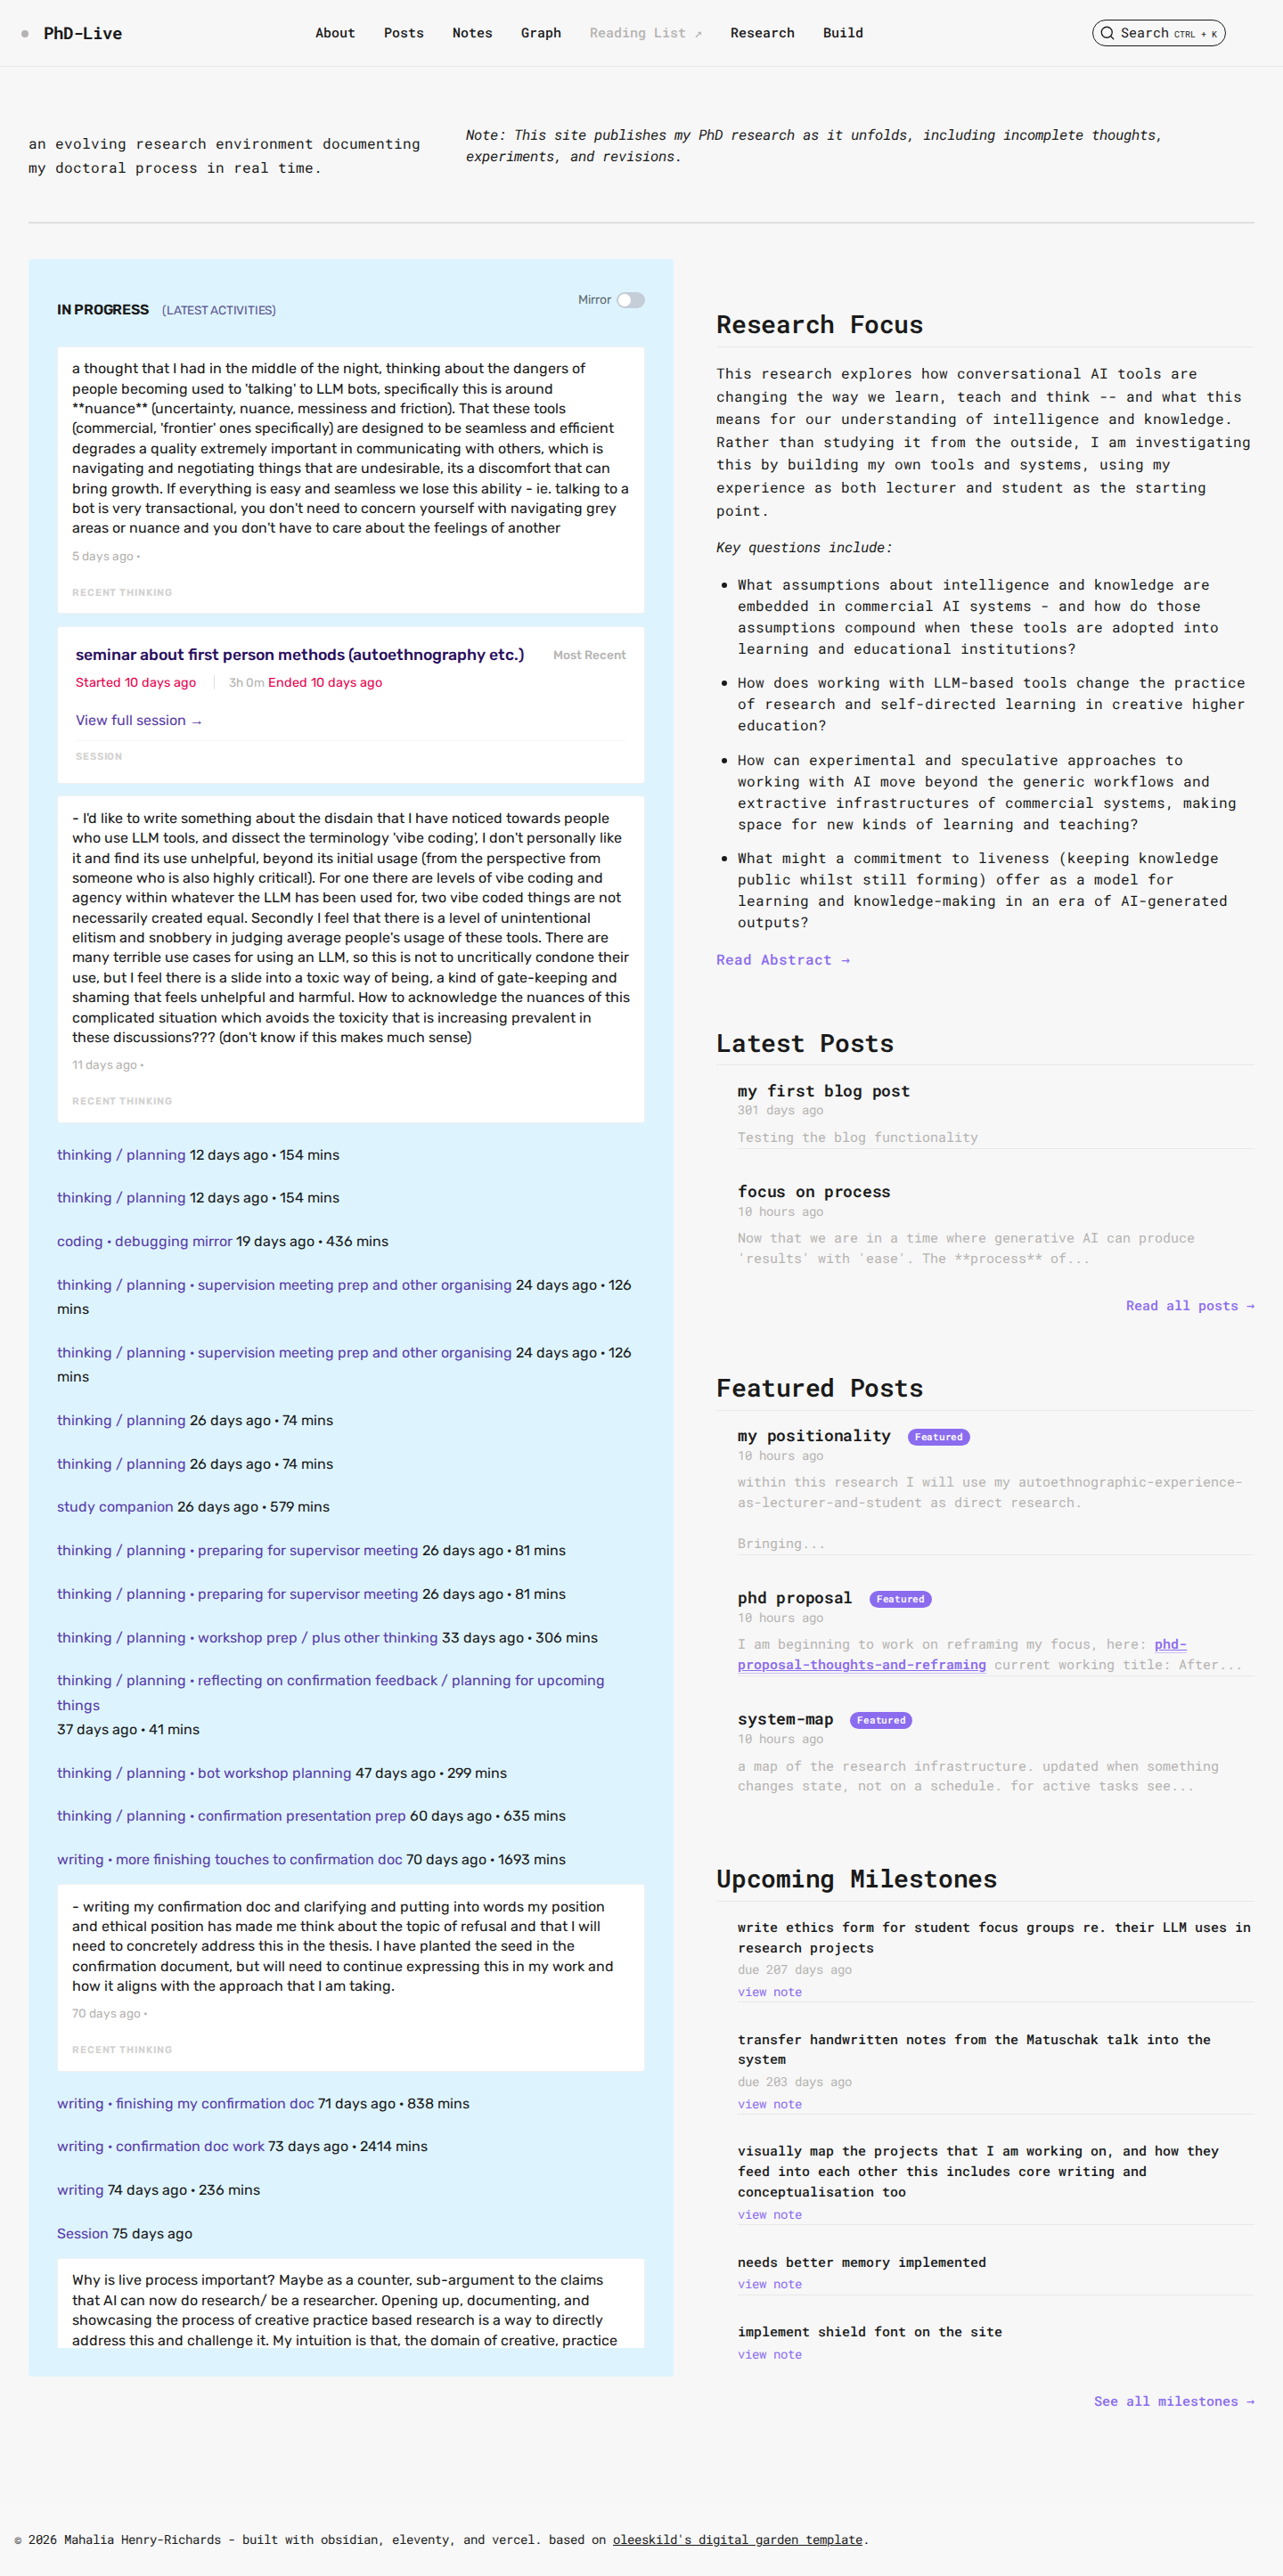 PhD-Live
About Posts Notes Graph Reading List ↗ Research Build
Search CTRL + K
an evolving research environment documenting
my doctoral process in real time.
Note: This site publishes my PhD research as it unfolds, including incomplete thoughts,
experiments, and revisions.
IN PROGRESS (LATEST ACTIVITIES)
Mirror
a thought that I had in the middle of the night, thinking about the dangers of
people becoming used to 'talking' to LLM bots, specifically this is around
**nuance** (uncertainty, nuance, messiness and friction). That these tools
(commercial, 'frontier' ones specifically) are designed to be seamless and efficient
degrades a quality extremely important in communicating with others, which is
navigating and negotiating things that are undesirable, its a discomfort that can
bring growth. If everything is easy and seamless we lose this ability - ie. talking to a
bot is very transactional, you don't need to concern yourself with navigating grey
areas or nuance and you don't have to care about the feelings of another
5 days ago •
RECENT THINKING
seminar about first person methods (autoethnography etc.)
Most Recent
Started 10 days ago 3h 0m Ended 10 days ago
View full session →
SESSION
- I'd like to write something about the disdain that I have noticed towards people
who use LLM tools, and dissect the terminology 'vibe coding', I don't personally like
it and find its use unhelpful, beyond its initial usage (from the perspective from
someone who is also highly critical!). For one there are levels of vibe coding and
agency within whatever the LLM has been used for, two vibe coded things are not
necessarily created equal. Secondly I feel that there is a level of unintentional
elitism and snobbery in judging average people's usage of these tools. There are
many terrible use cases for using an LLM, so this is not to uncritically condone their
use, but I feel there is a slide into a toxic way of being, a kind of gate-keeping and
shaming that feels unhelpful and harmful. How to acknowledge the nuances of this
complicated situation which avoids the toxicity that is increasing prevalent in
these discussions??? (don't know if this makes much sense)
11 days ago •
RECENT THINKING
thinking / planning 12 days ago • 154 mins
thinking / planning 12 days ago • 154 mins
coding • debugging mirror 19 days ago • 436 mins
thinking / planning • supervision meeting prep and other organising 24 days ago • 126
mins
thinking / planning • supervision meeting prep and other organising 24 days ago • 126
mins
thinking / planning 26 days ago • 74 mins
thinking / planning 26 days ago • 74 mins
study companion 26 days ago • 579 mins
thinking / planning • preparing for supervisor meeting 26 days ago • 81 mins
thinking / planning • preparing for supervisor meeting 26 days ago • 81 mins
thinking / planning • workshop prep / plus other thinking 33 days ago • 306 mins
thinking / planning • reflecting on confirmation feedback / planning for upcoming
things
37 days ago • 41 mins
thinking / planning • bot workshop planning 47 days ago • 299 mins
thinking / planning • confirmation presentation prep 60 days ago • 635 mins
writing • more finishing touches to confirmation doc 70 days ago • 1693 mins
- writing my confirmation doc and clarifying and putting into words my position
and ethical position has made me think about the topic of refusal and that I will
need to concretely address this in the thesis. I have planted the seed in the
confirmation document, but will need to continue expressing this in my work and
how it aligns with the approach that I am taking.
70 days ago •
RECENT THINKING
writing • finishing my confirmation doc 71 days ago • 838 mins
writing • confirmation doc work 73 days ago • 2414 mins
writing 74 days ago • 236 mins
Session 75 days ago
Why is live process important? Maybe as a counter, sub-argument to the claims
that AI can now do research/ be a researcher. Opening up, documenting, and
showcasing the process of creative practice based research is a way to directly
address this and challenge it. My intuition is that, the domain of creative, practice
Research Focus
This research explores how conversational AI tools are
changing the way we learn, teach and think -- and what this
means for our understanding of intelligence and knowledge.
Rather than studying it from the outside, I am investigating
this by building my own tools and systems, using my
experience as both lecturer and student as the starting
point.
Key questions include:
• What assumptions about intelligence and knowledge are
embedded in commercial AI systems - and how do those
assumptions compound when these tools are adopted into
learning and educational institutions?
• How does working with LLM-based tools change the practice
of research and self-directed learning in creative higher
education?
• How can experimental and speculative approaches to
working with AI move beyond the generic workflows and
extractive infrastructures of commercial systems, making
space for new kinds of learning and teaching?
• What might a commitment to liveness (keeping knowledge
public whilst still forming) offer as a model for
learning and knowledge-making in an era of AI-generated
outputs?
Read Abstract →
Latest Posts
my first blog post
301 days ago
Testing the blog functionality
focus on process
10 hours ago
Now that we are in a time where generative AI can produce
'results' with 'ease'. The **process** of...
Read all posts →
Featured Posts
my positionality Featured
10 hours ago
within this research I will use my autoethnographic-experience-
as-lecturer-and-student as direct research.
Bringing...
phd proposal Featured
10 hours ago
I am beginning to work on reframing my focus, here: phd-
proposal-thoughts-and-reframing current working title: After...
system-map Featured
10 hours ago
a map of the research infrastructure. updated when something
changes state, not on a schedule. for active tasks see...
Upcoming Milestones
write ethics form for student focus groups re. their LLM uses in
research projects
due 207 days ago
view note
transfer handwritten notes from the Matuschak talk into the
system
due 203 days ago
view note
visually map the projects that I am working on, and how they
feed into each other this includes core writing and
conceptualisation too
view note
needs better memory implemented
view note
implement shield font on the site
view note
See all milestones →
© 2026 Mahalia Henry-Richards - built with obsidian, eleventy, and vercel. based on oleeskild's digital garden template.